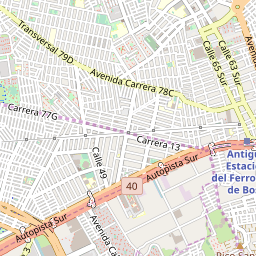 Transversal 79D
Calle 63 Sur
Calle 65 Sur
Avenida Carrera 78C
Carrera 77G
Carrera 13
Calle 49
Antig
Estació
del Ferro
de Bo
Autopista Sur
40
Autopista Sur
Avenida Ca